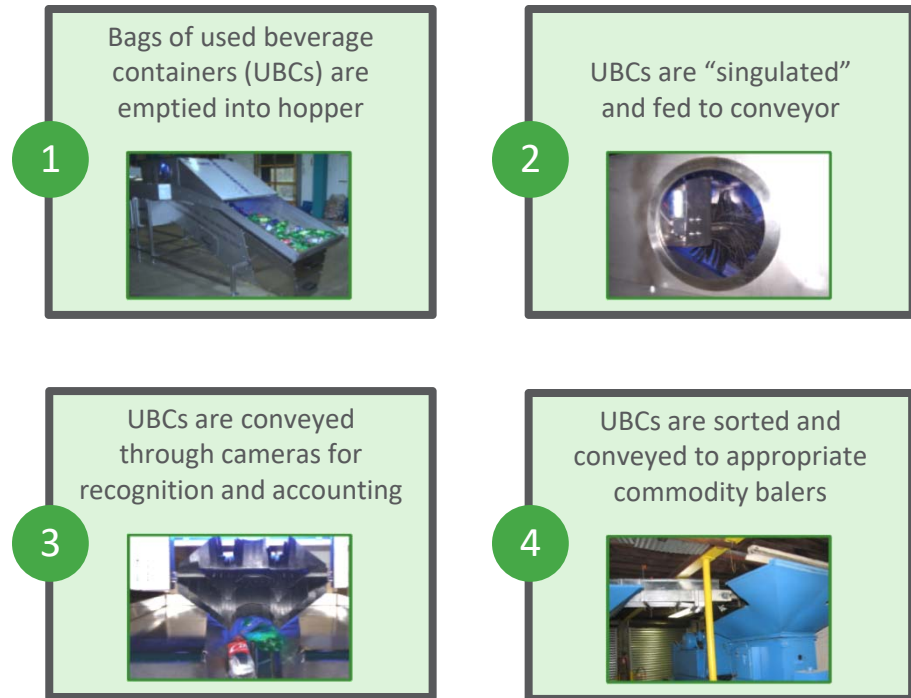 Bags of used beverage
containers (UBCs) are
emptied into hopper
1
UBCs are “singulated”
and fed to conveyor
2
UBCs are conveyed
through cameras for
recognition and accounting
3
UBCs are sorted and
conveyed to appropriate
commodity balers
4